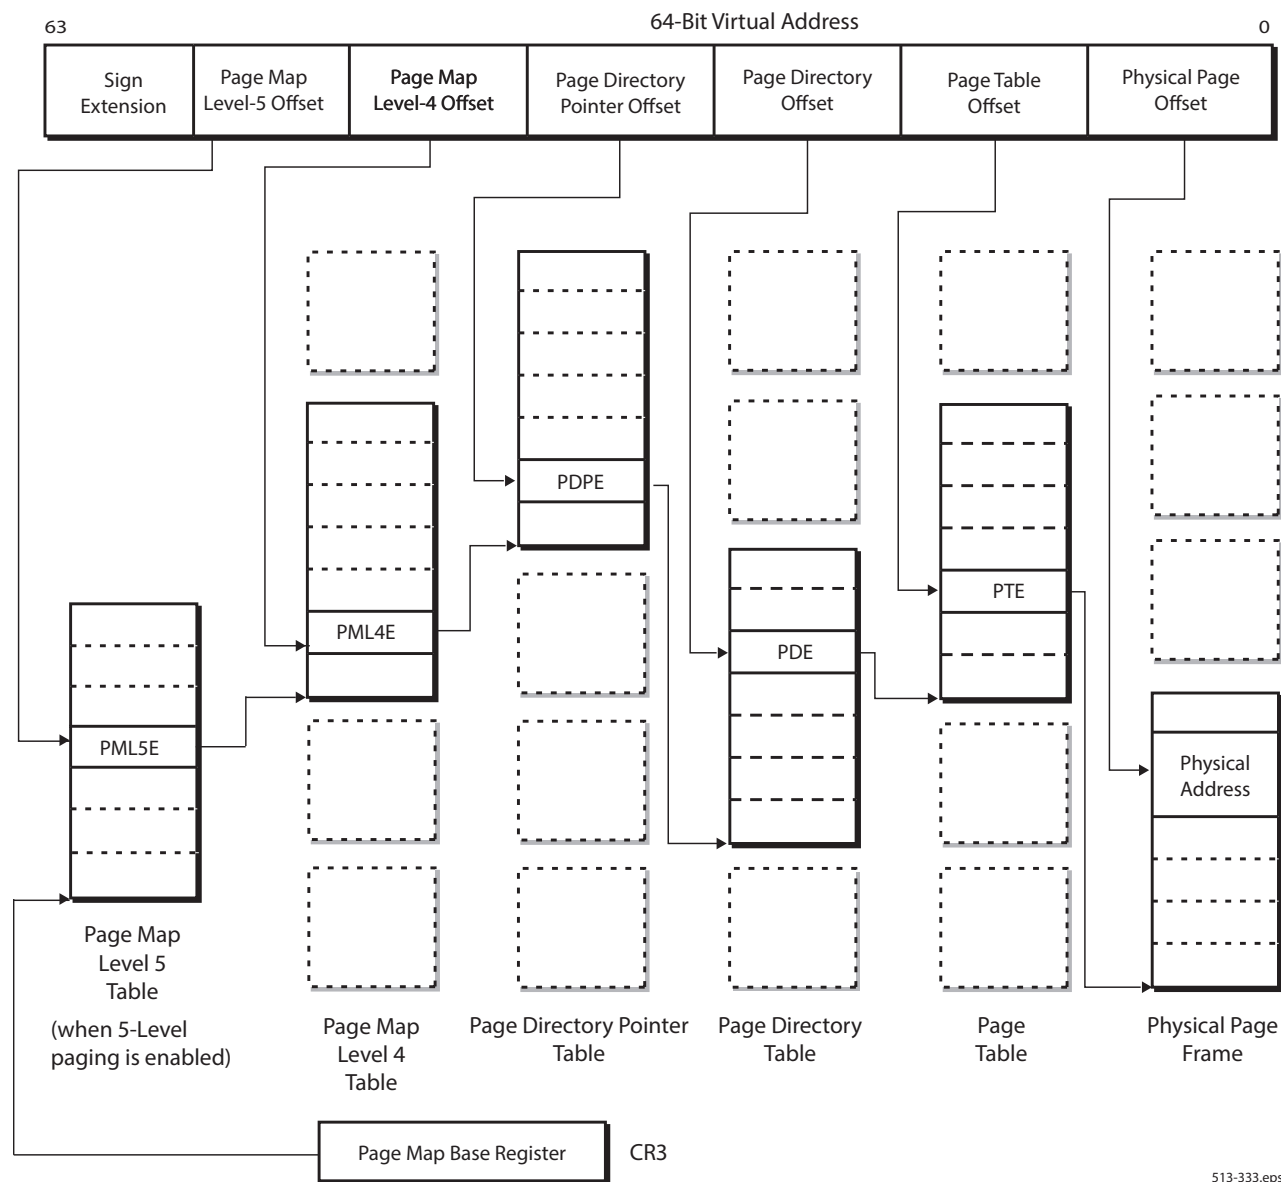 64-Bit Virtual Address
63
0
Sign
Extension
Page Map
Level-5 Offset
Page Map
Level-4 Offset
Page Directory
Pointer Offset
Page Directory
Offset
Page Table
Offset
Physical Page
Offset
PDPE
PTE
PML4E
PDE
PML5E
Physical
Address
Page Map
Level 5
Table
(when 5-Level
paging is enabled)
Page Map
Level 4
Table
Page Directory Pointer
Table
Page Directory
Table
Page
Table
Physical Page
Frame
Page Map Base Register
CR3
513-333.eps